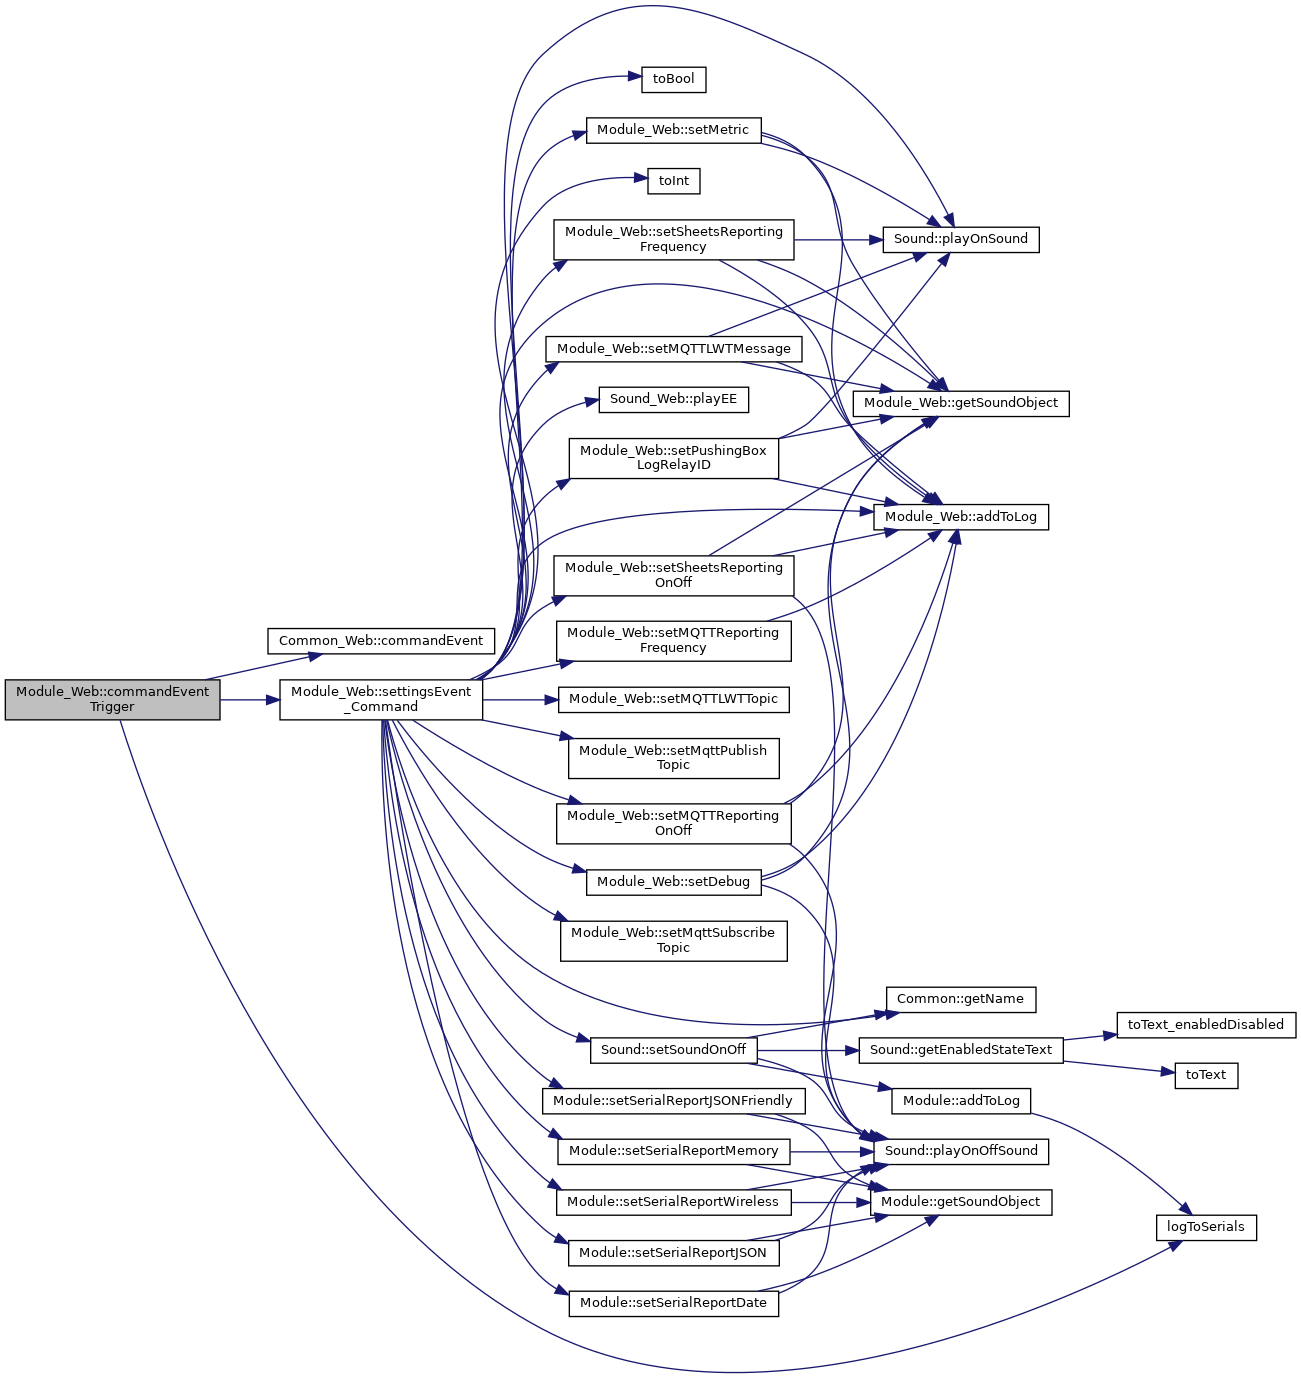 Module_Web::commandEvent
Trigger
Common_Web::commandEvent
Module_Web::settingsEvent
_Command
toBool
Module_Web::setMetric
toInt
Module_Web::setSheetsReporting
Frequency
Module_Web::setMQTTLWTMessage
Sound_Web::playEE
Module_Web::setPushingBox
LogRelayID
Module_Web::setSheetsReporting
OnOff
Module_Web::setMQTTReporting
Frequency
Module_Web::setMQTTLWTTopic
Module_Web::setMqttPublish
Topic
Module_Web::setMQTTReporting
OnOff
Module_Web::setDebug
Module_Web::setMqttSubscribe
Topic
Sound::setSoundOnOff
Module::setSerialReportJSONFriendly
Module::setSerialReportMemory
Module::setSerialReportWireless
Module::setSerialReportJSON
Module::setSerialReportDate
Sound::playOnSound
Module_Web::getSoundObject
Module_Web::addToLog
Common::getName
Sound::getEnabledStateText
Module::addToLog
Sound::playOnOffSound
Module::getSoundObject
toText_enabledDisabled
toText
logToSerials